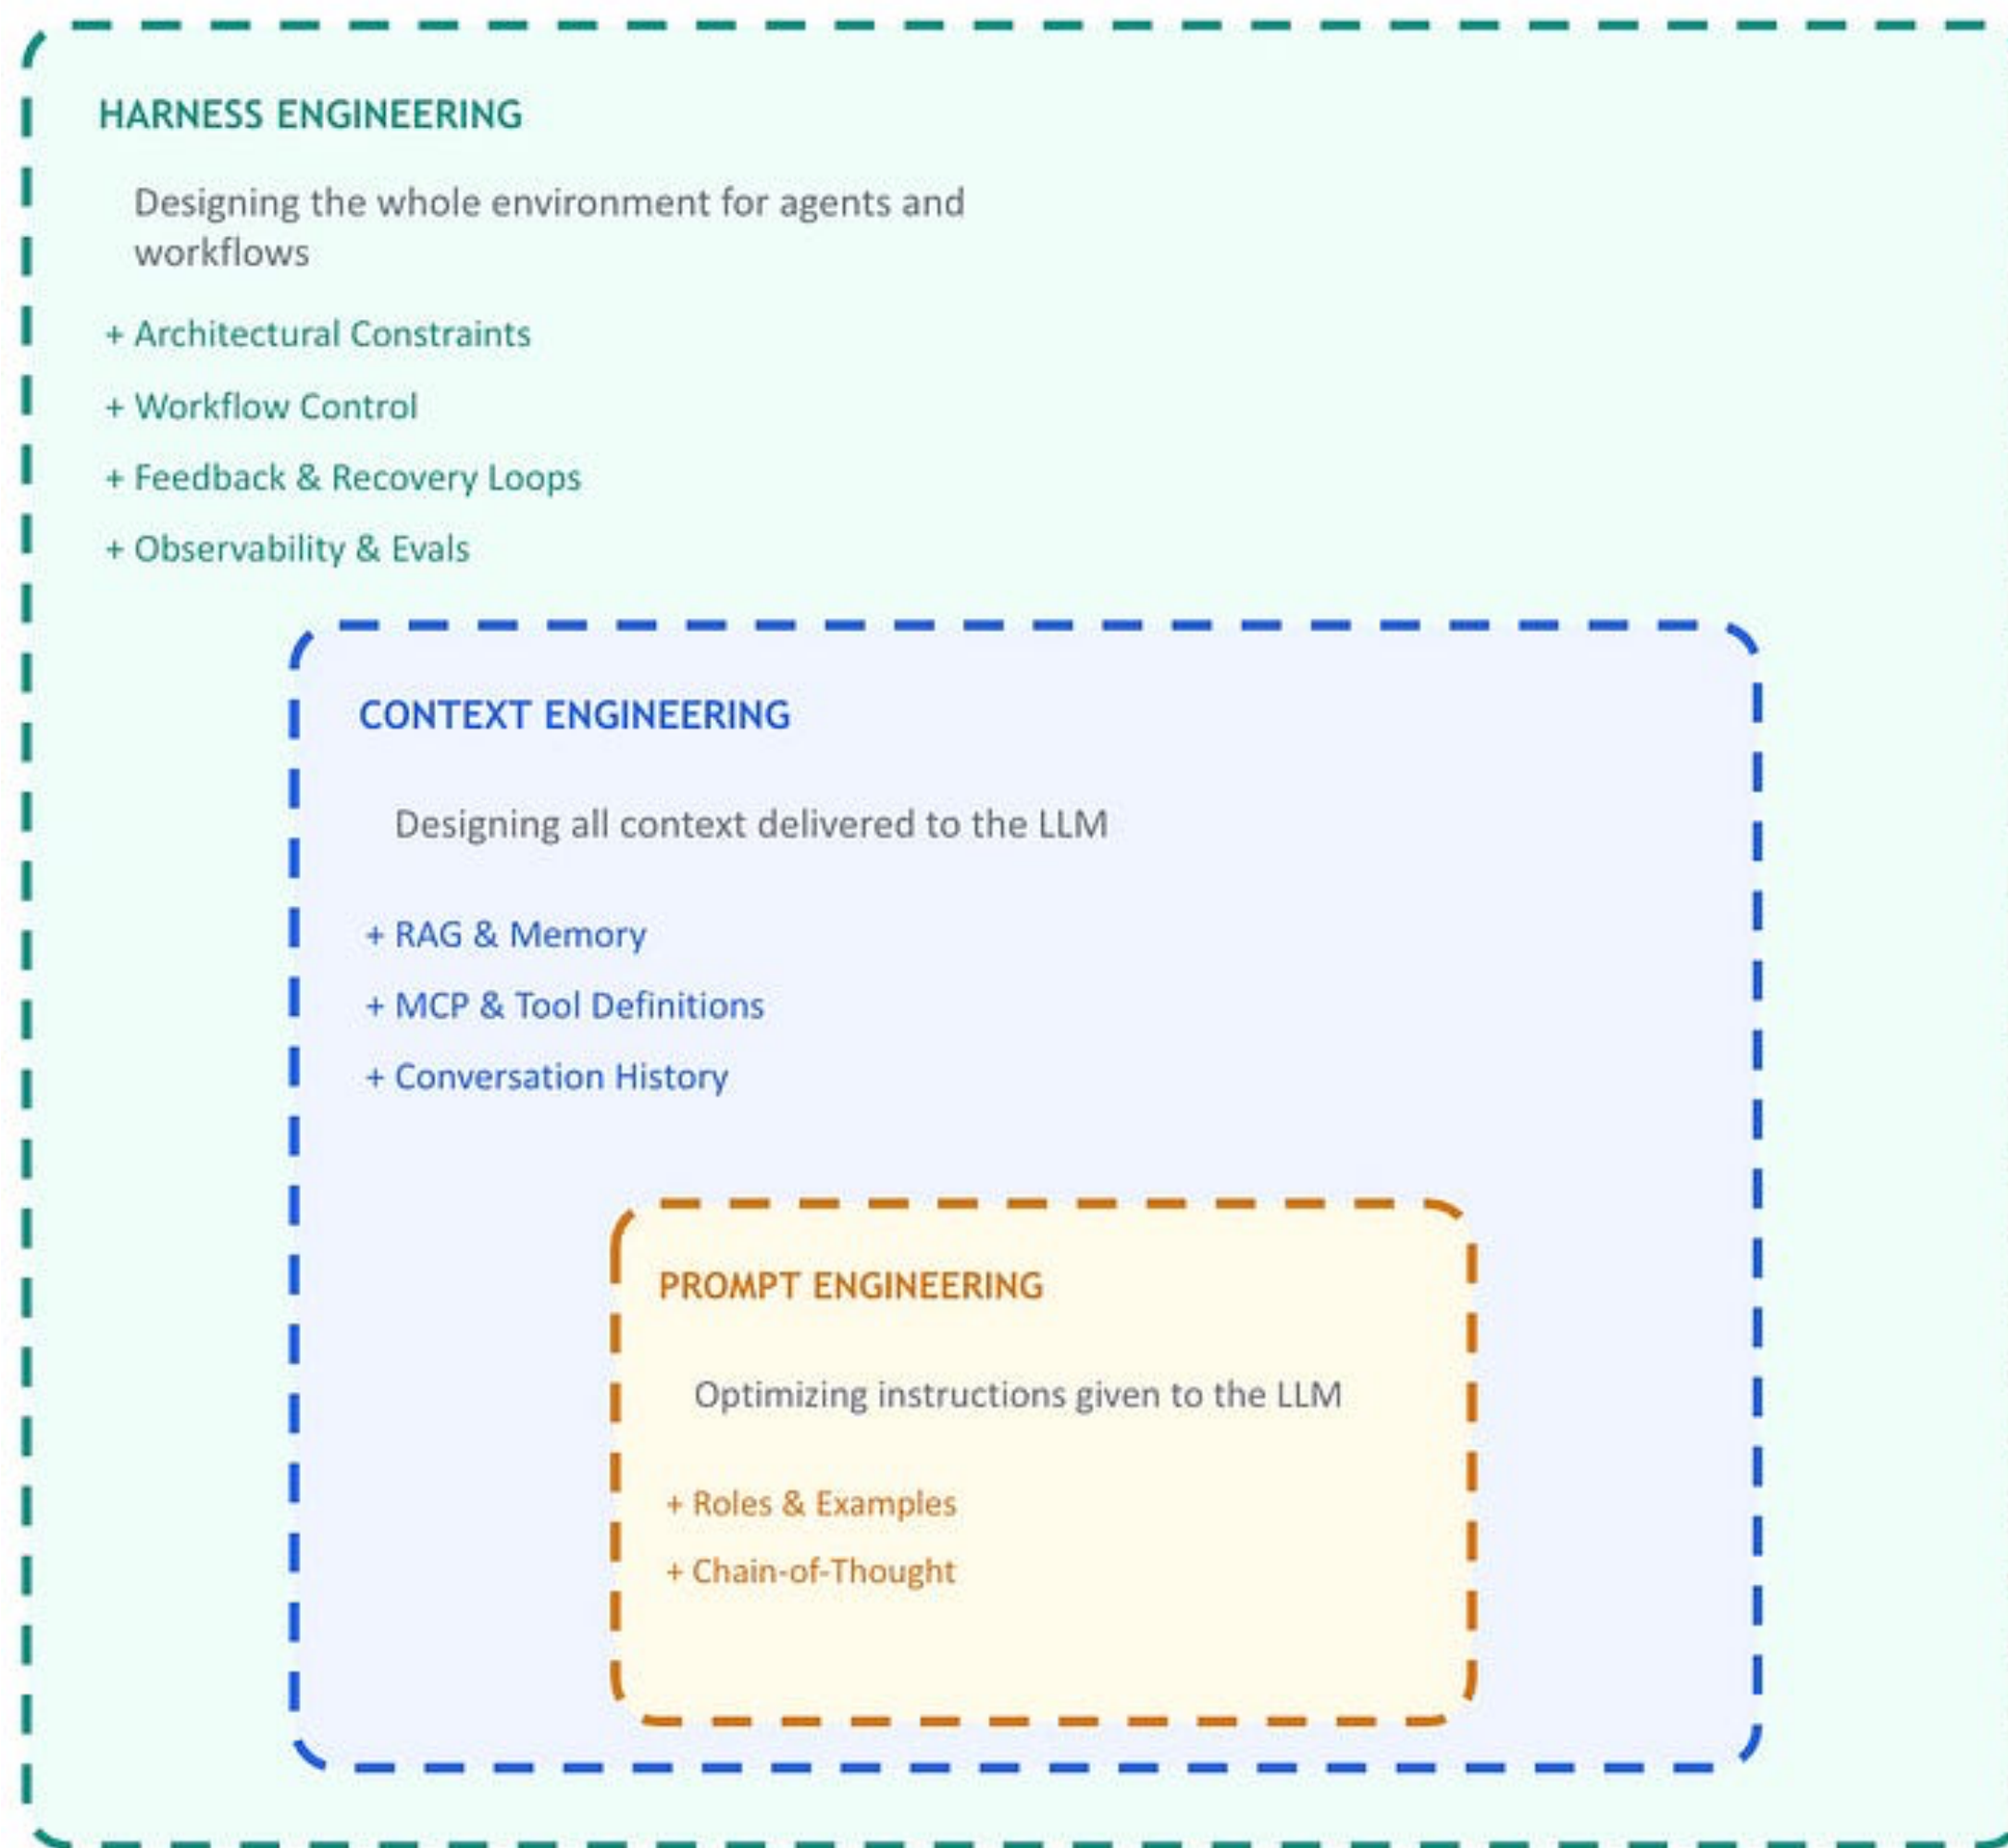 HARNESS ENGINEERING
Designing the whole environment for agents and
workflows
+ Architectural Constraints
+ Workflow Control
+ Feedback & Recovery Loops
+ Observability & Evals
CONTEXT ENGINEERING
Designing all context delivered to the LLM
+ RAG & Memory
+ MCP & Tool Definitions
+ Conversation History
PROMPT ENGINEERING
Optimizing instructions given to the LLM
+ Roles & Examples
+ Chain-of-Thought